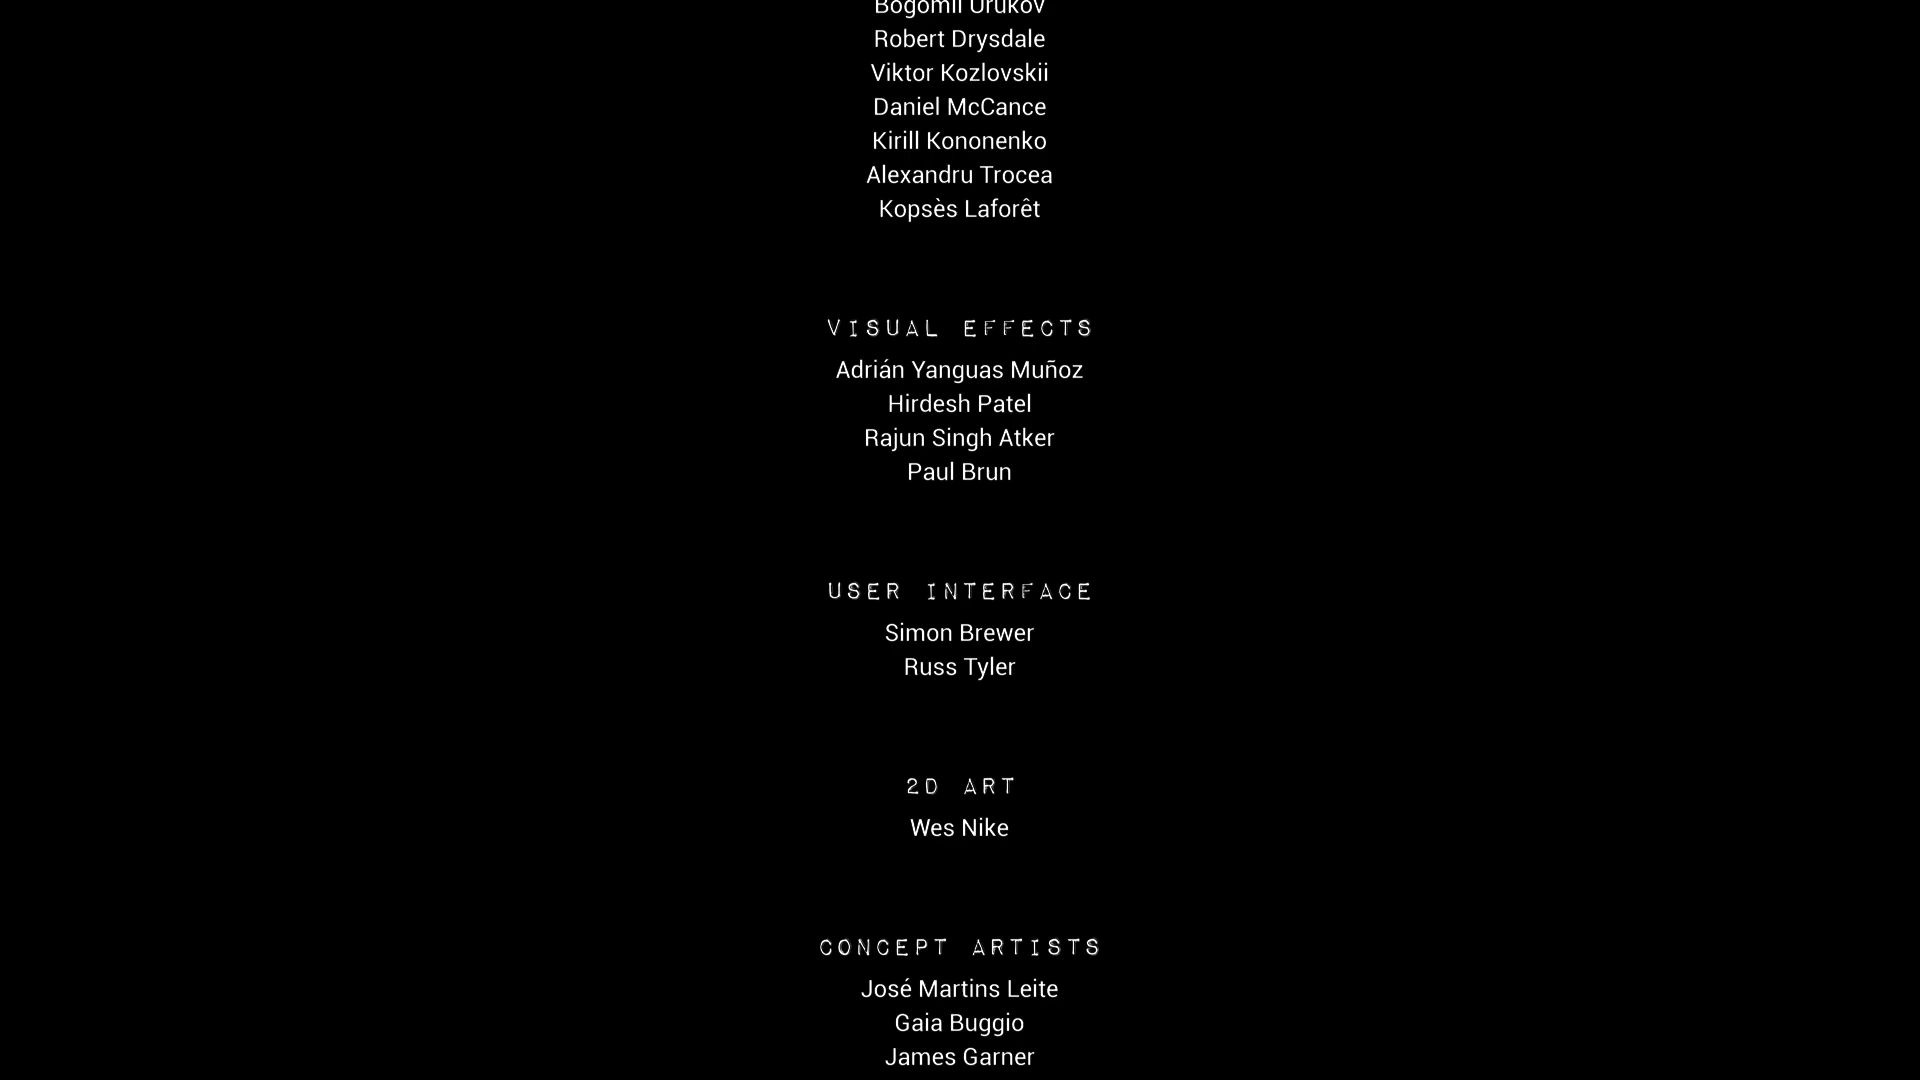 Bogomil Urukov
Robert Drysdale
Viktor Kozlovskii
Daniel McCance
Kirill Kononenko
Alexandru Trocea
Kopsès Laforêt
VISUAL EFFECTS
Adrián Yanguas Muñoz
Hirdesh Patel
Rajun Singh Atker
Paul Brun
USER INTERFACE
Simon Brewer
Russ Tyler
2D ART
Wes Nike
CONCEPT ARTISTS
José Martins Leite
Gaia Buggio
James Garner